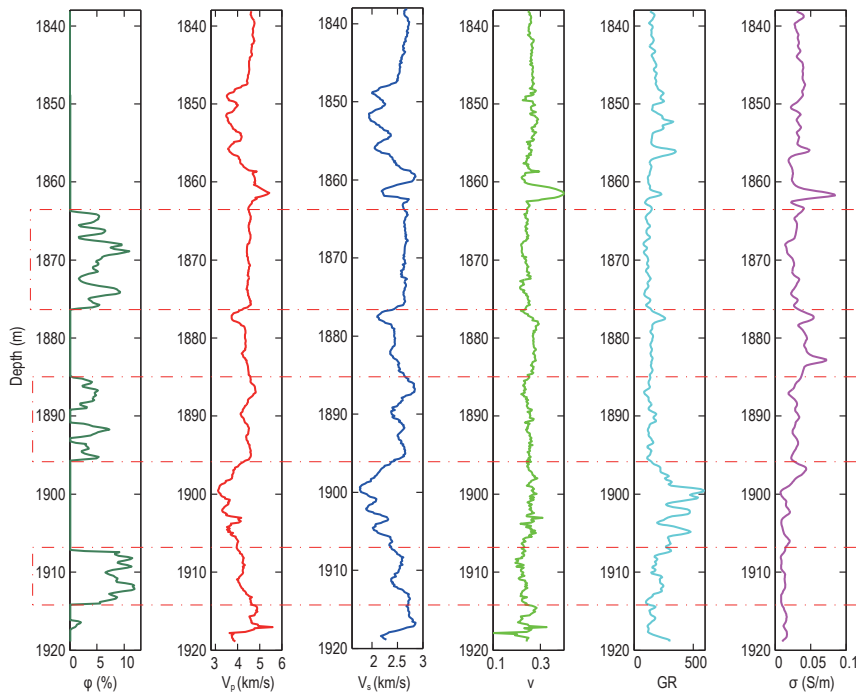 1840 1840 1840 1840 1840 1840
1850 1850 1850 1850 1850 1850
1860 1860 1860 1860 1860 1860
1870 1870 1870 1870 1870 1870
Depth (m)
1880 1880 1880 1880 1880 1880
1890 1890 1890 1890 1890 1890
1900 1900 1900 1900 1900 1900
1910 1910 1910 1910 1910 1910
1920 1920 1920 1920 1920 1920
0 5 10 3 4 5 6 2 2.5 3 0.1 0.3 0 500 0 0.05 0.1
φ (%) Vp (km/s) Vs (km/s) v GR σ (S/m)